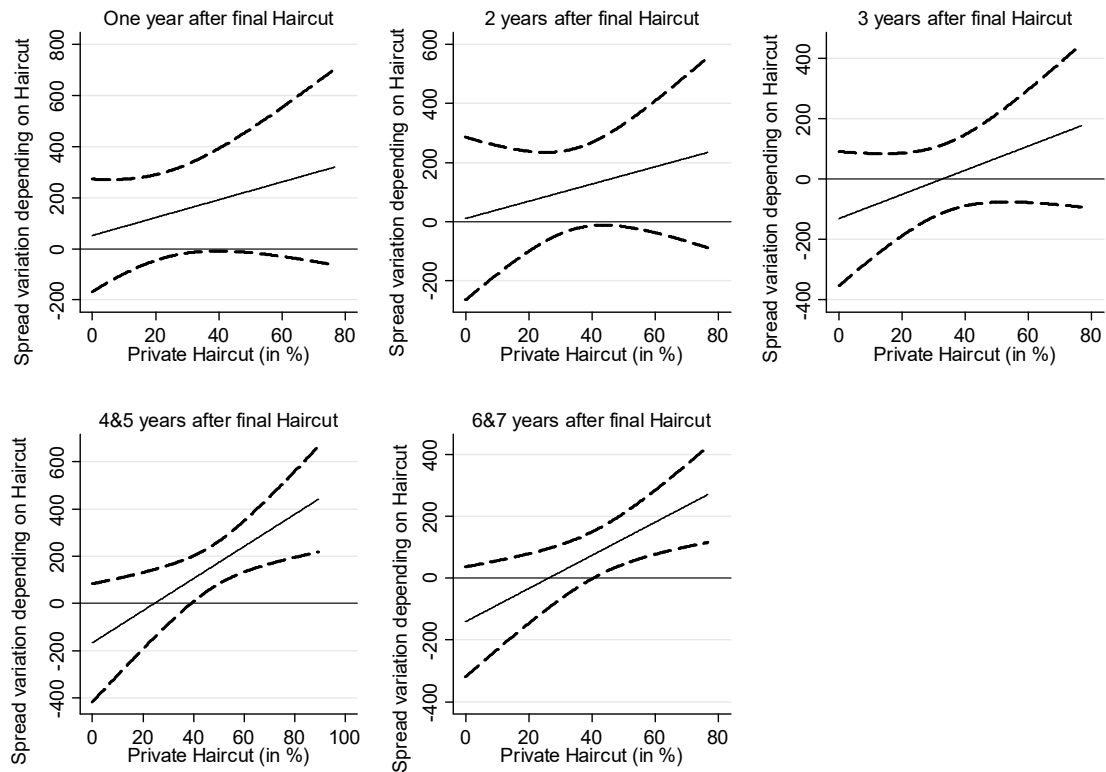 One year after final Haircut
Spread variation depending on Haircut
800
600
400
200
0
-200
0 20 40 60 80
Private Haircut (in %)
2 years after final Haircut
Spread variation depending on Haircut
600
400
200
0
-200
0 20 40 60 80
Private Haircut (in %)
3 years after final Haircut
Spread variation depending on Haircut
400
200
0
-200
-400
0 20 40 60 80
Private Haircut (in %)
4&5 years after final Haircut
Spread variation depending on Haircut
600
400
200
0
-200
-400
0 20 40 60 80 100
Private Haircut (in %)
6&7 years after final Haircut
Spread variation depending on Haircut
400
200
0
-200
-400
0 20 40 60 80
Private Haircut (in %)